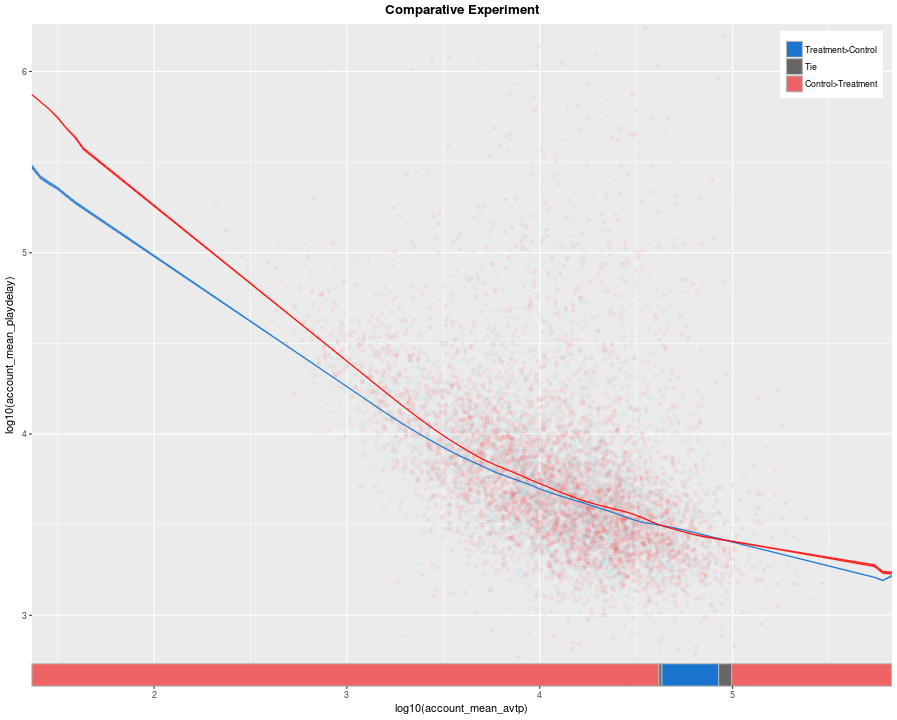 Comparative Experiment
Treatment>Control
Tie
Control>Treatment
log10(account_mean_playdelay)
6
5
4
3
2
3
4
5
log10(account_mean_avtp)